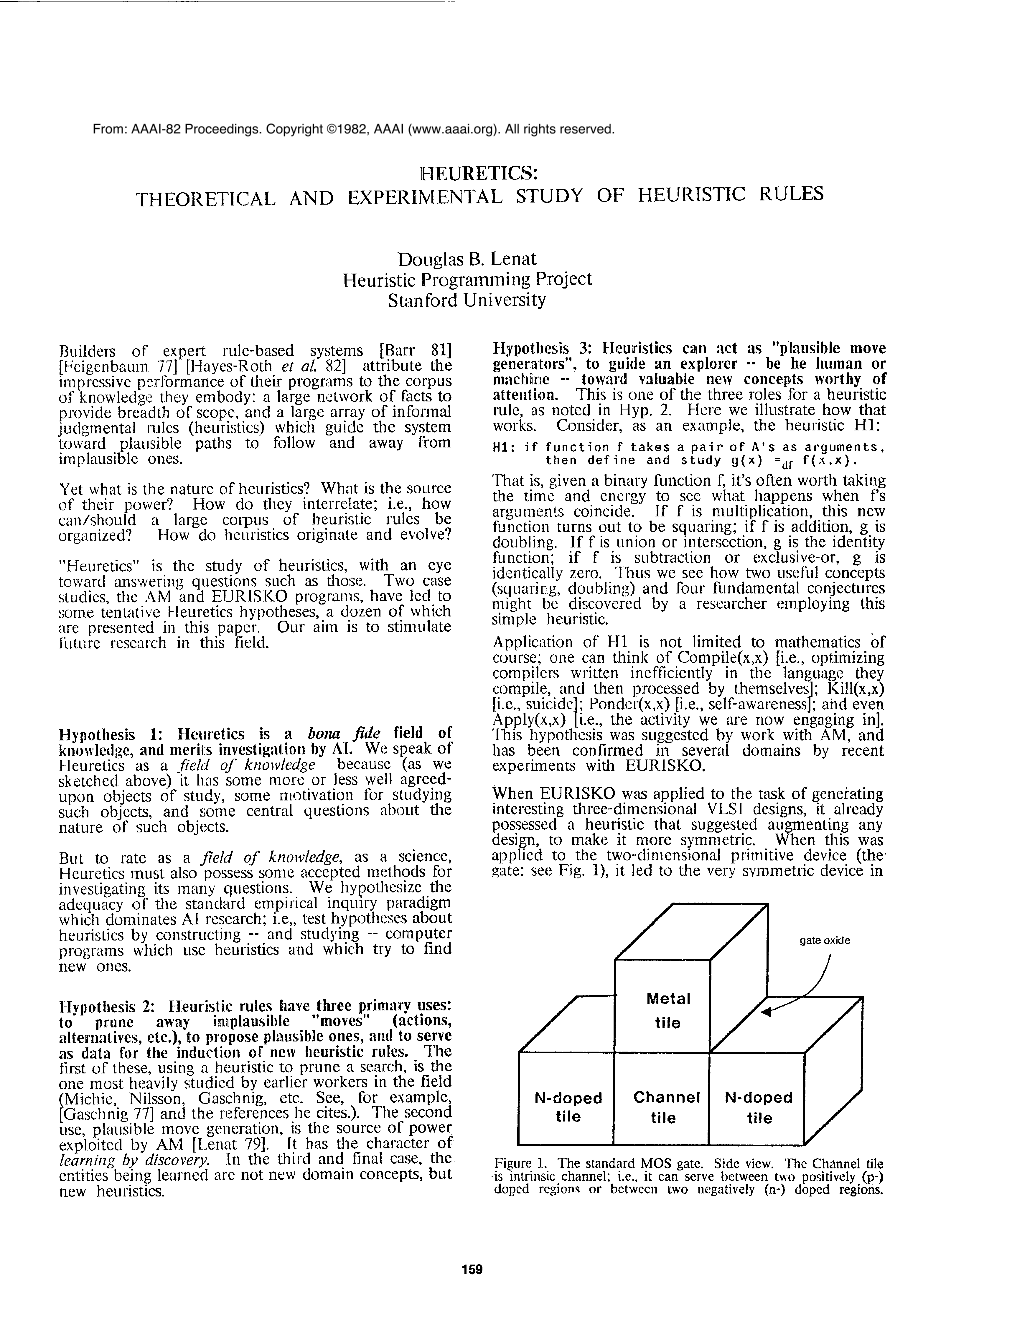 From: AAAI-82 Proceedings. Copyright ©1982, AAAI (www.aaai.org). All rights reserved.
HEURETICS:
THEORETICAL AND EXPERIMENTAL STUDY OF HEURISTIC RULES
Douglas B. Lenat
Heuristic Programming Project
Stanford University
Builders of expert rule-based systems [Barr 81]
[Feigenbaum 77] [Hayes-Roth et al. 82] attribute the
impressive performance of their programs to the corpus
of knowledge they embody: a large network of facts to
provide breadth of scope, and a large array of informal
judgmental rules (heuristics) which guide the system
toward plausible paths to follow and away from
implausible ones.
Yet what is the nature of heuristics? What is the source
of their power? How do they interrelate; i.e., how
can/should a large corpus of heuristic rules be
organized? How do heuristics originate and evolve?
"Heuretics" is the study of heuristics, with an eye
toward answering questions such as those. Two case
studies, the AM and EURISKO programs, have led to
some tentative Heuretics hypotheses, a dozen of which
are presented in this paper. Our aim is to stimulate
future research in this field.
Hypothesis 1: Heuretics is a bona fide field of
knowledge, and merits investigation by AI. We speak of
Heuretics as a field of knowledge because (as we
sketched above) it has some more or less well agreed-
upon objects of study, some motivation for studying
such objects, and some central questions about the
nature of such objects.
But to rate as a field of knowledge, as a science,
Heuretics must also possess some accepted methods for
investigating its many questions. We hypothesize the
adequacy of the standard empirical inquiry paradigm
which dominates AI research; i.e., test hypotheses about
heuristics by constructing -- and studying -- computer
programs which use heuristics and which try to find
new ones.
Hypothesis 2: Heuristic rules have three primary uses:
to prune away implausible "moves" (actions,
alternatives, etc.), to propose plausible ones, and to serve
as data for the induction of new heuristic rules. The
first of these, using a heuristic to prune a search, is the
one most heavily studied by earlier workers in the field
(Michie, Nilsson, Gaschnig, etc. See, for example,
[Gaschnig 77] and the references he cites.). The second
use, plausible move generation, is the source of power
exploited by AM [Lenat 79]. It has the character of
learning by discovery. In the third and final case, the
entities being learned are not new domain concepts, but
new heuristics.
Hypothesis 3: Heuristics can act as "plausible move
generators", to guide an explorer -- be he human or
machine -- toward valuable new concepts worthy of
attention. This is one of the three roles for a heuristic
rule, as noted in Hyp. 2. Here we illustrate how that
works. Consider, as an example, the heuristic H1:
H1: if function f takes a pair of A's as arguments,
then define and study g(x) =df f(x,x).
That is, given a binary function f, it's often worth taking
the time and energy to see what happens when f's
arguments coincide. If f is multiplication, this new
function turns out to be squaring; if f is addition, g is
doubling. If f is union or intersection, g is the identity
function; if f is subtraction or exclusive-or, g is
identically zero. Thus we see how two useful concepts
(squaring, doubling) and four fundamental conjectures
might be discovered by a researcher employing this
simple heuristic.
Application of H1 is not limited to mathematics of
course; one can think of Compile(x,x) [i.e., optimizing
compilers written inefficiently in the language they
compile, and then processed by themselves]; Kill(x,x)
[i.e., suicide]; Ponder(x,x) [i.e., self-awareness]; and even
Apply(x,x) [i.e., the activity we are now engaging in].
This hypothesis was suggested by work with AM, and
has been confirmed in several domains by recent
experiments with EURISKO.
When EURISKO was applied to the task of generating
interesting three-dimensional VLSI designs, it already
possessed a heuristic that suggested augmenting any
design, to make it more symmetric. When this was
applied to the two-dimensional primitive device (the
gate: see Fig. 1), it led to the very symmetric device in
gate oxide
Metal
tile
N-doped
tile
Channel
tile
N-doped
tile
Figure 1. The standard MOS gate. Side view. The Channel tile
is intrinsic channel; i.e., it can serve between two positively (p-)
doped regions or between two negatively (n-) doped regions.
159